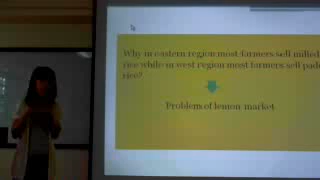 Why in eastern region most farmers sell milled
rice while in west region most farmers sell pad
rice?
Problem of lemon market